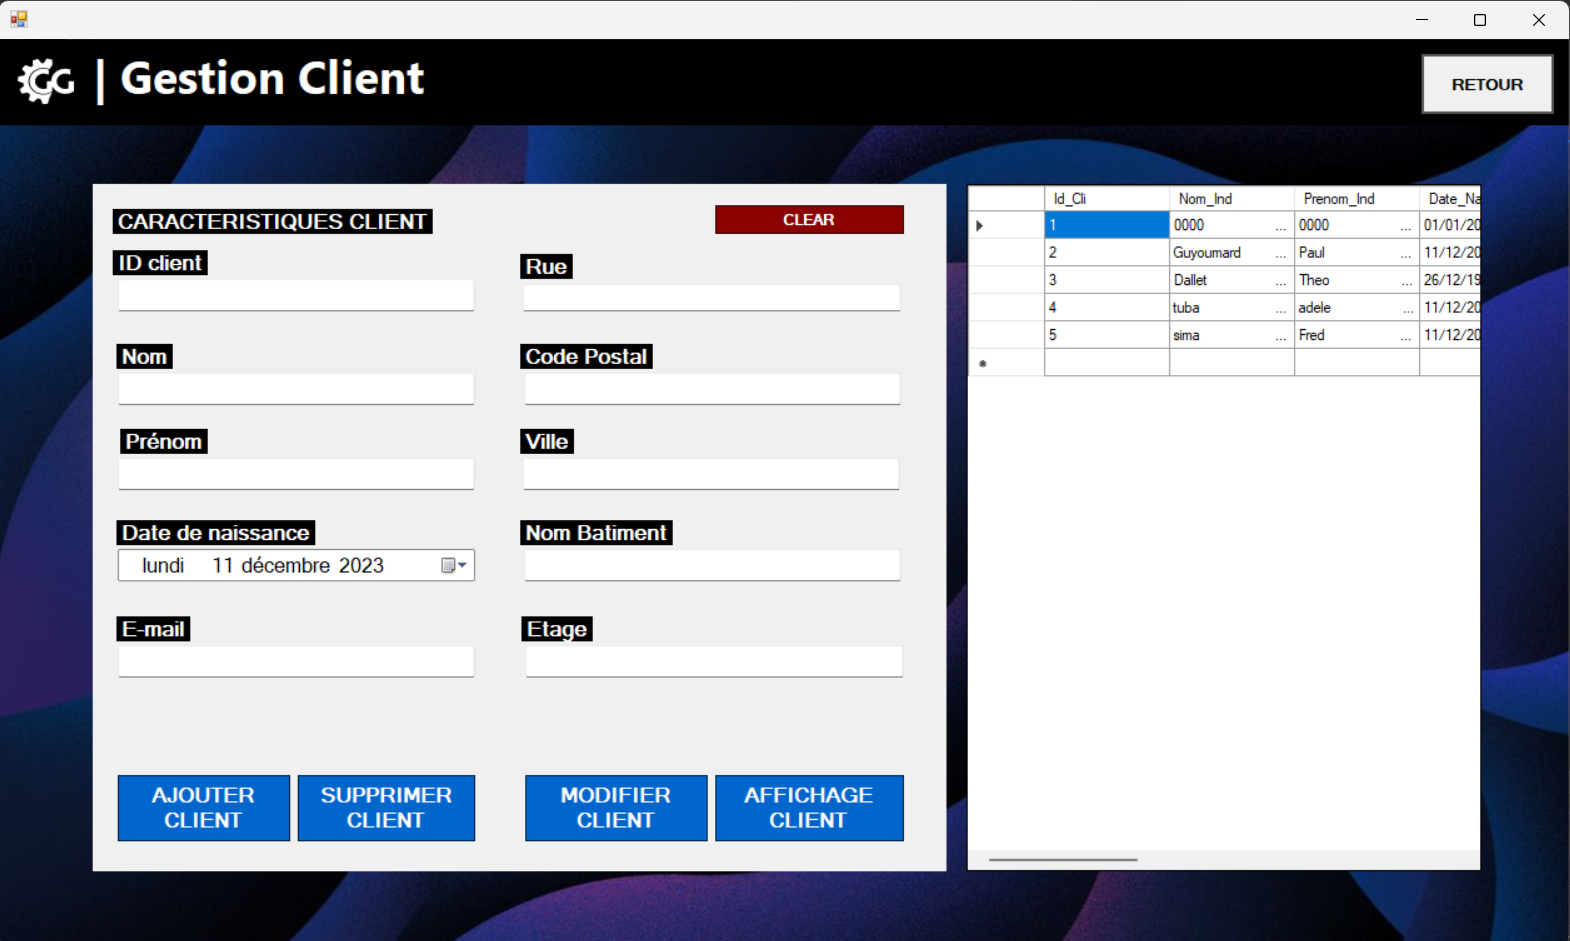 GG | Gestion Client
RETOUR
CARACTERISTIQUES CLIENT
CLEAR
ID client
Rue
Nom
Code Postal
Prénom
Ville
Date de naissance
lundi 11 décembre 2023
Nom Batiment
E-mail
Etage
AJOUTER CLIENT
SUPPRIMER CLIENT
MODIFIER CLIENT
AFFICHAGE CLIENT
Id_Cli Nom_Ind Prenom_Ind Date_Na
1 0000 ... 0000 ... 01/01/20
2 Guyoumard ... Paul ... 11/12/20
3 Dallet ... Theo ... 26/12/19
4 tuba ... adele ... 11/12/20
5 sima ... Fred ... 11/12/20